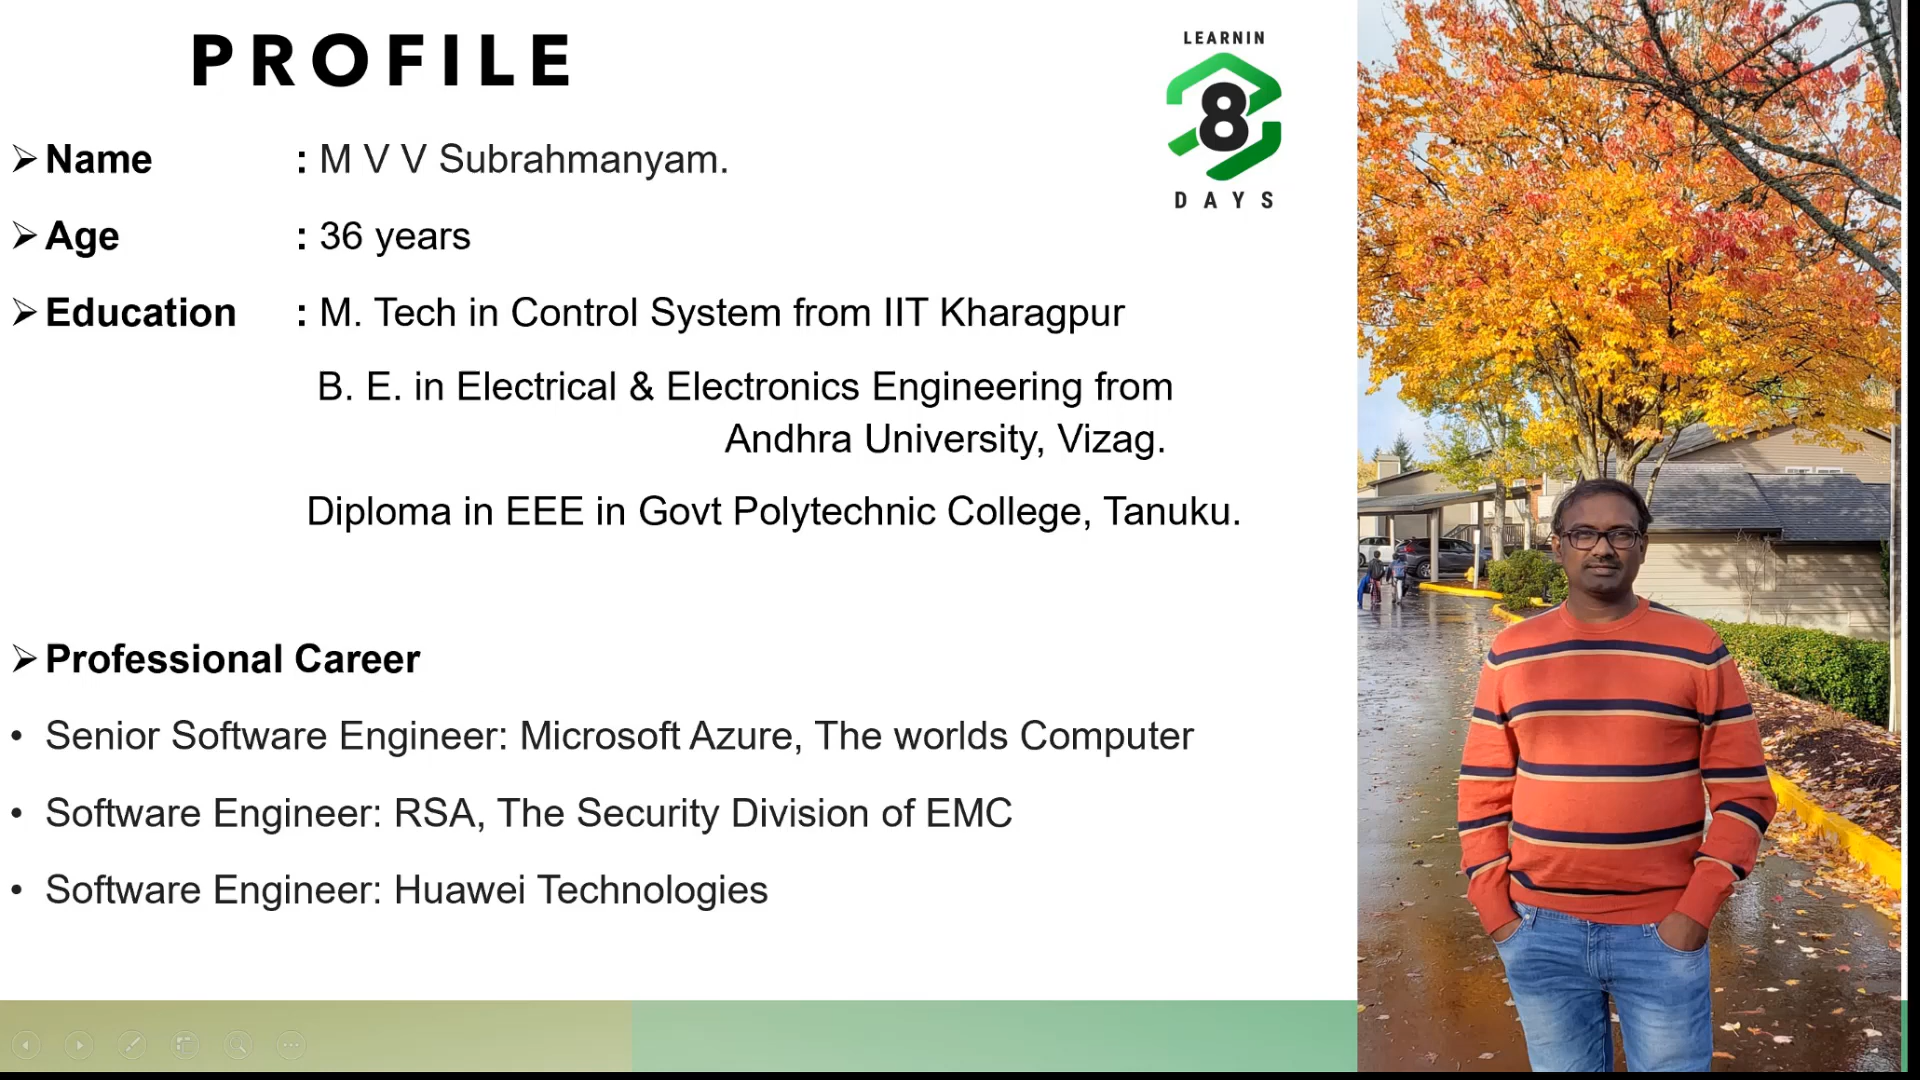 PROFILE
LEARNIN
8
DAYS
Name : M V V Subrahmanyam.
Age : 36 years
Education : M. Tech in Control System from IIT Kharagpur
B. E. in Electrical & Electronics Engineering from
Andhra University, Vizag.
Diploma in EEE in Govt Polytechnic College, Tanuku.
Professional Career
• Senior Software Engineer: Microsoft Azure, The worlds Computer
• Software Engineer: RSA, The Security Division of EMC
• Software Engineer: Huawei Technologies